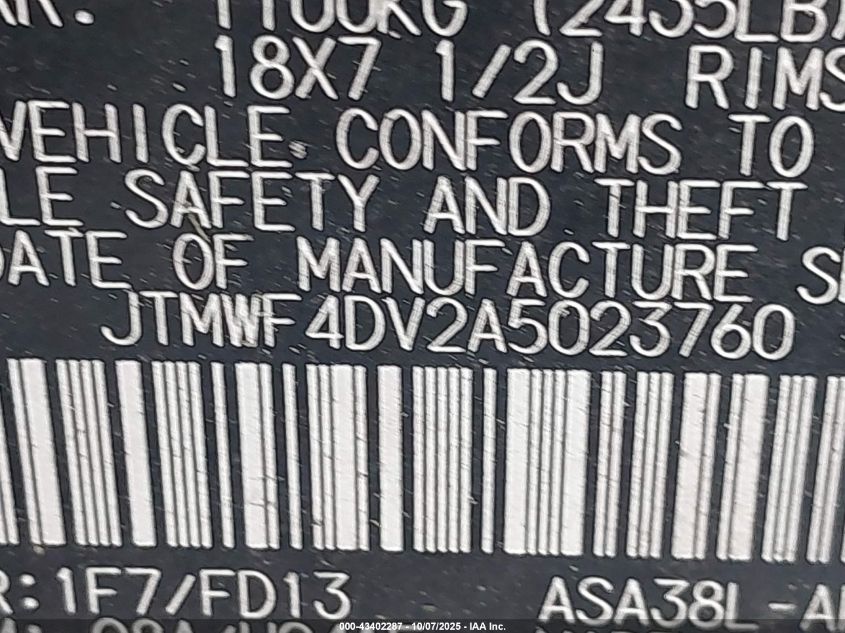 1100KG (2435LB)
18X7 1/2J RIMS
VEHICLE CONFORMS TO
LE SAFETY AND THEFT
DATE OF MANUFACTURE S
JTMWF4DV2A5023760
R:1F7/FD13 ASA38L-A
000-43402287 - 10/07/2025 - IAA Inc.